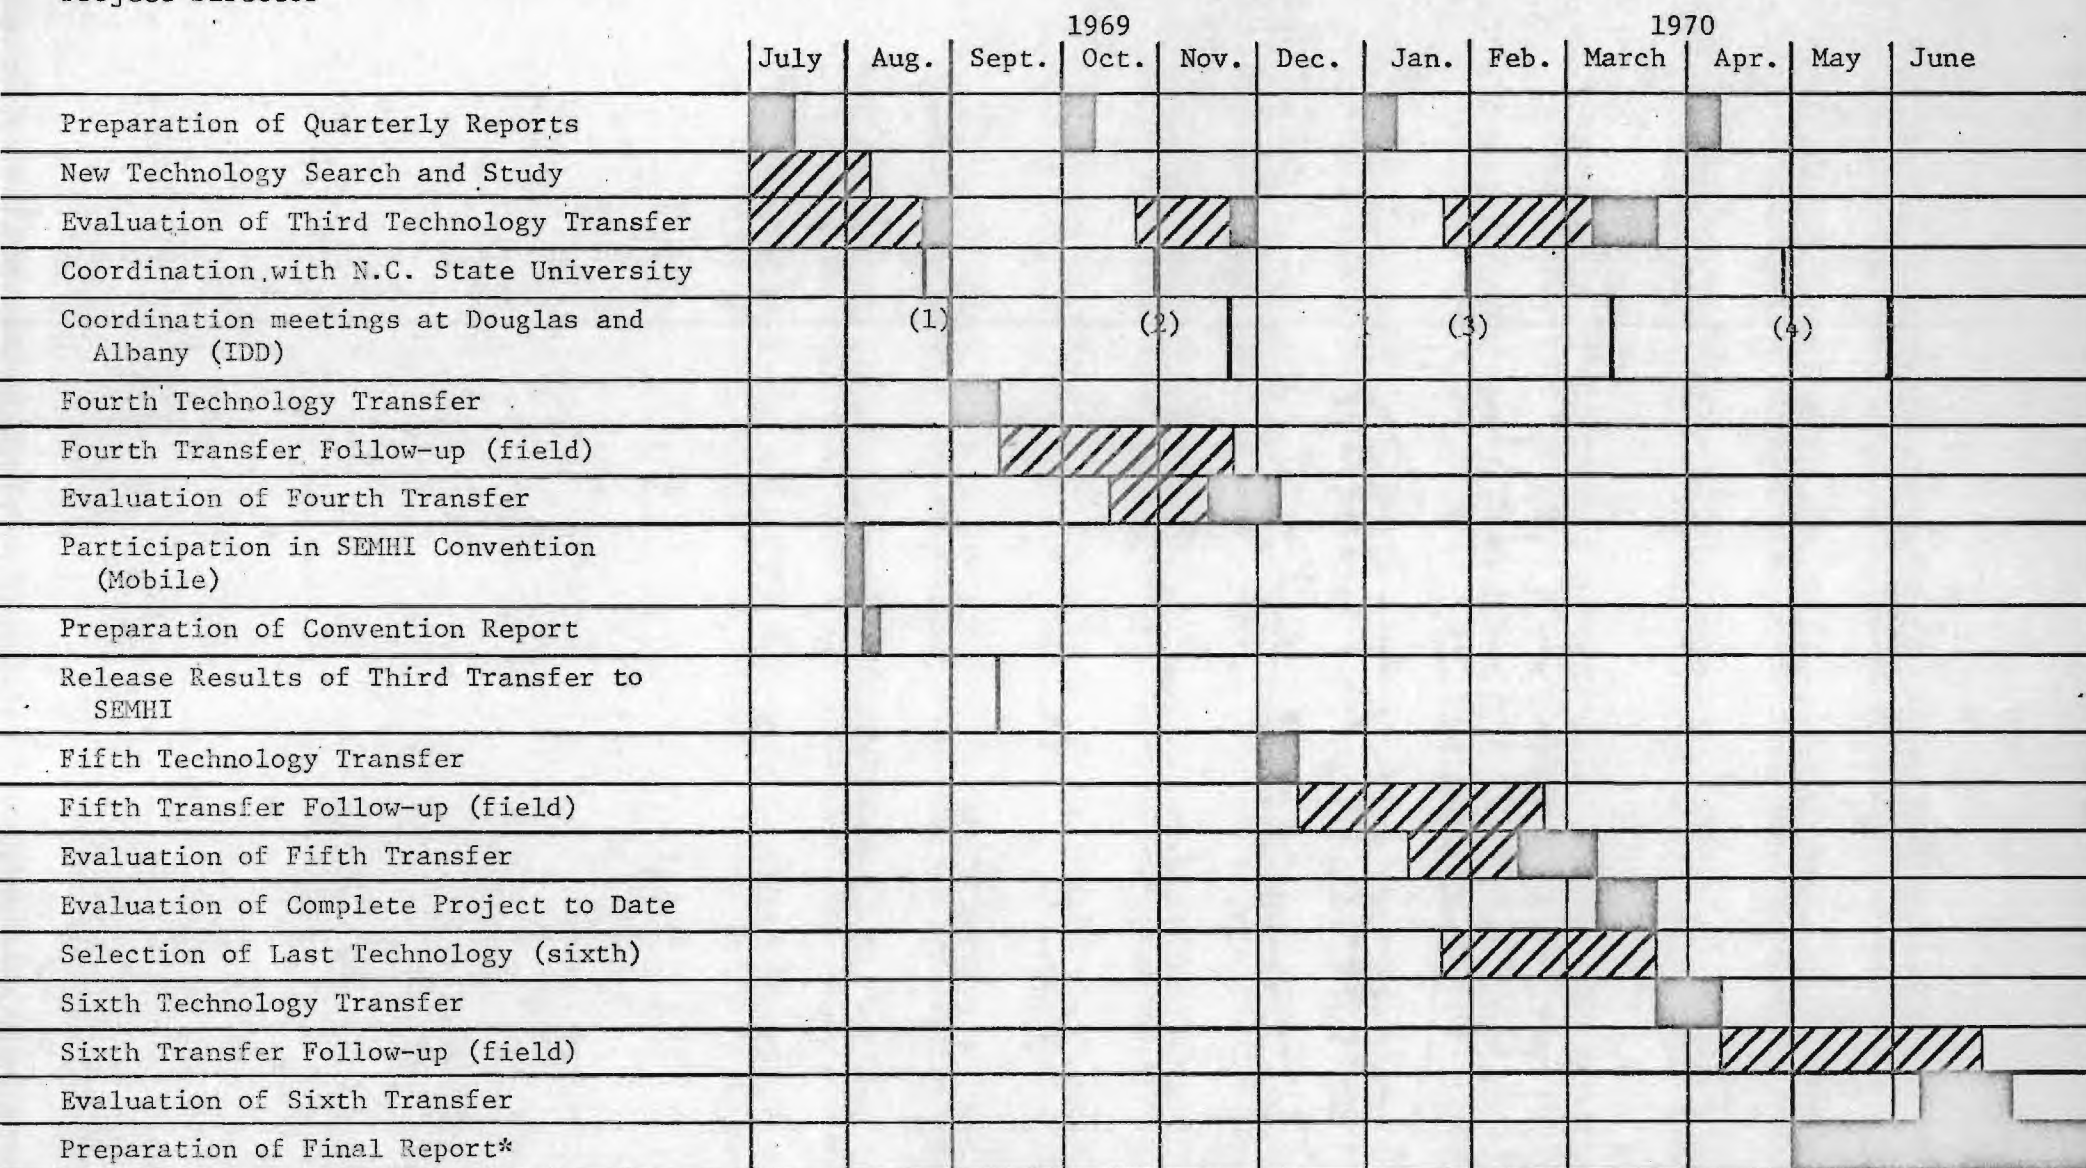 1969 1970
July Aug. Sept. Oct. Nov. Dec. Jan. Feb. March Apr. May June
Preparation of Quarterly Reports
New Technology Search and Study
Evaluation of Third Technology Transfer
Coordination with N.C. State University
Coordination meetings at Douglas and (1) (2) (3) (4)
Albany (IDD)
Fourth Technology Transfer
Fourth Transfer Follow-up (field)
Evaluation of Fourth Transfer
Participation in SEMHI Convention
(Mobile)
Preparation of Convention Report
Release Results of Third Transfer to
SEMHI
Fifth Technology Transfer
Fifth Transfer Follow-up (field)
Evaluation of Fifth Transfer
Evaluation of Complete Project to Date
Selection of Last Technology (sixth)
Sixth Technology Transfer
Sixth Transfer Follow-up (field)
Evaluation of Sixth Transfer
Preparation of Final Report*